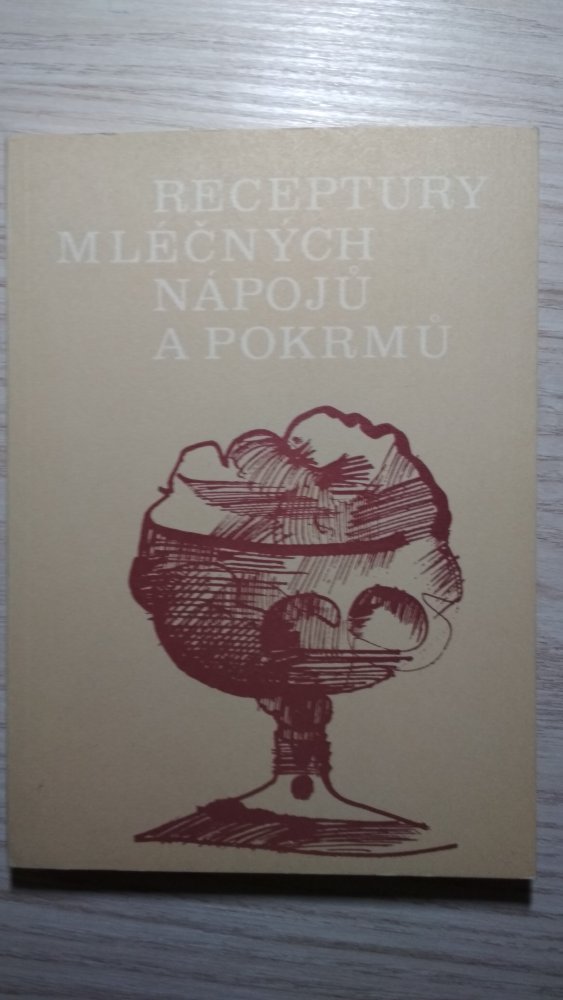 RECEPTURY
MLÉČNÝCH
NÁPOJŮ
A POKRMŮ